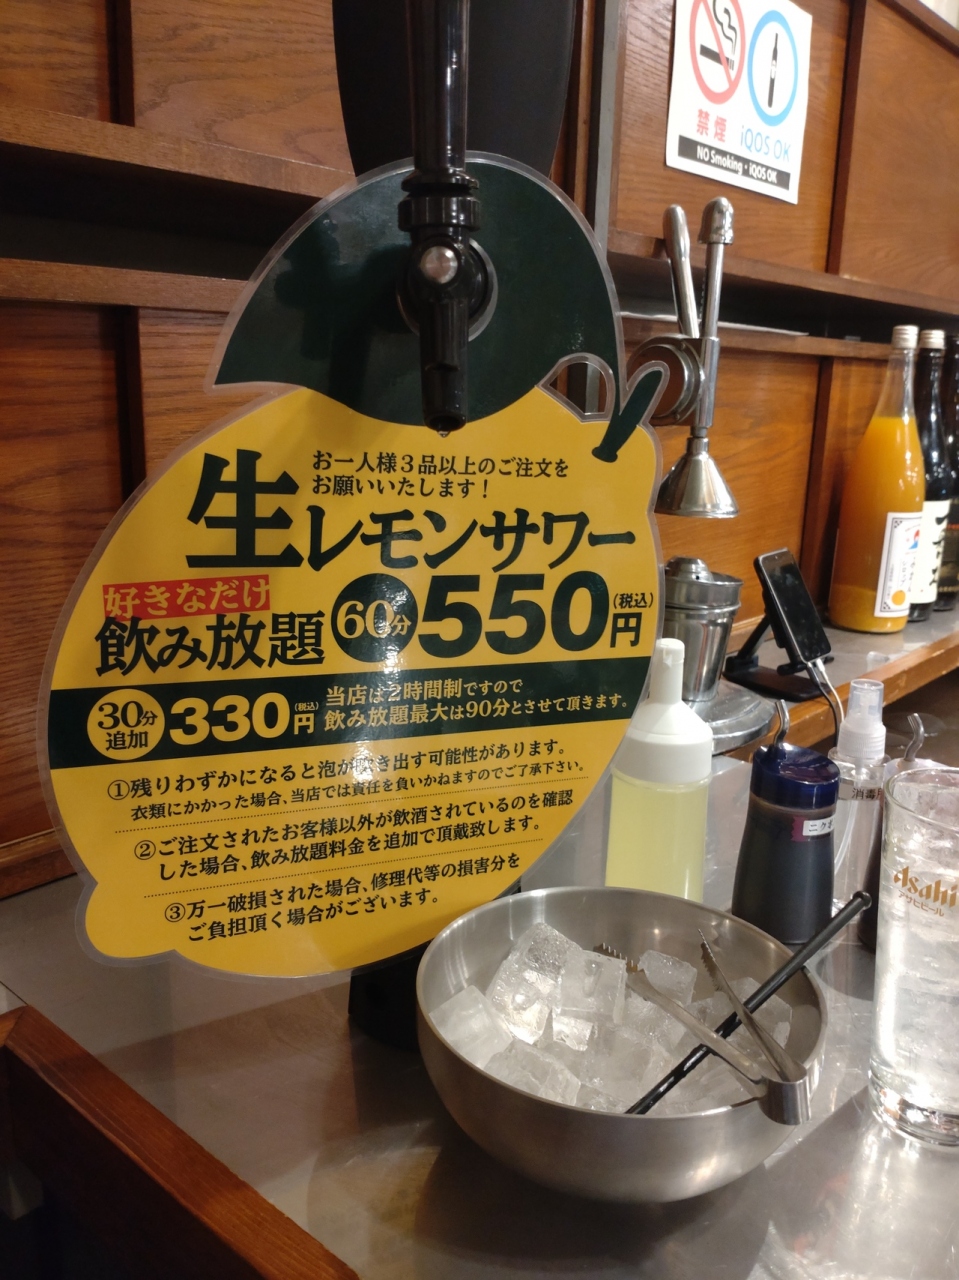 禁煙
iQOS OK
NO Smoking・iQOS OK
お一人様3品以上のご注文を
お願いいたします！
生レモンサワー
好きなだけ
飲み放題
60分
550円
(税込)
30分
追加
330円
(税込)
当店は2時間制ですので
飲み放題最大は90分とさせて頂きます。
①残りわずかになると泡が吹き出す可能性があります。
衣類にかかった場合、当店では責任を負いかねますのでご了承下さい。
②ご注文されたお客様以外が飲酒されているのを確認
した場合、飲み放題料金を追加で頂戴致します。
③万一破損された場合、修理代等の損害分を
ご負担頂く場合がございます。
Asahi
アサヒビール